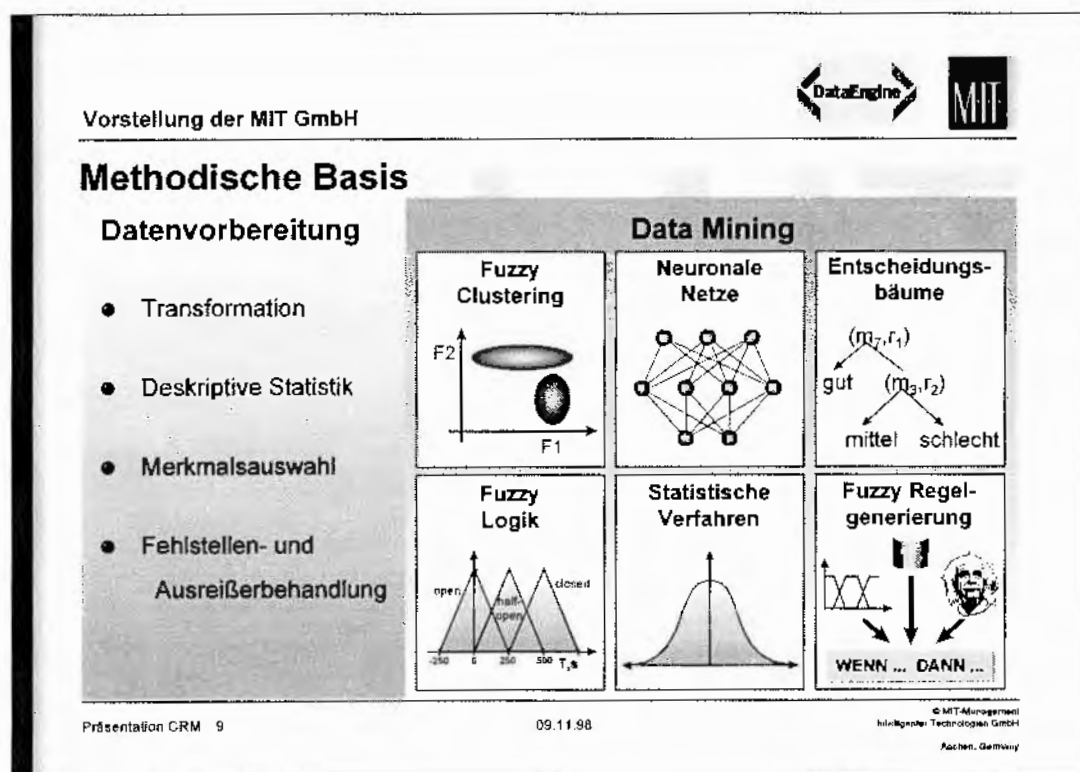 DataEngine
MIT
Vorstellung der MIT GmbH
Methodische Basis
Datenvorbereitung
Transformation
Deskriptive Statistik
Merkmalsauswahl
Fehlstellen- und
Ausreißerbehandlung
Data Mining
Fuzzy
Clustering
F2
F1
Neuronale
Netze
Entscheidungs-
bäume
(m₇,r₁)
gut (m₃,r₂)
mittel schlecht
Fuzzy
Logik
open
half-
open
closed
-250 0 250 500 T,s
Statistische
Verfahren
Fuzzy Regel-
generierung
WENN ... DANN ...
Präsentation CRM 9
09.11.98
© MIT-Management
Intelligenter Technologien GmbH
Aachen, Germany